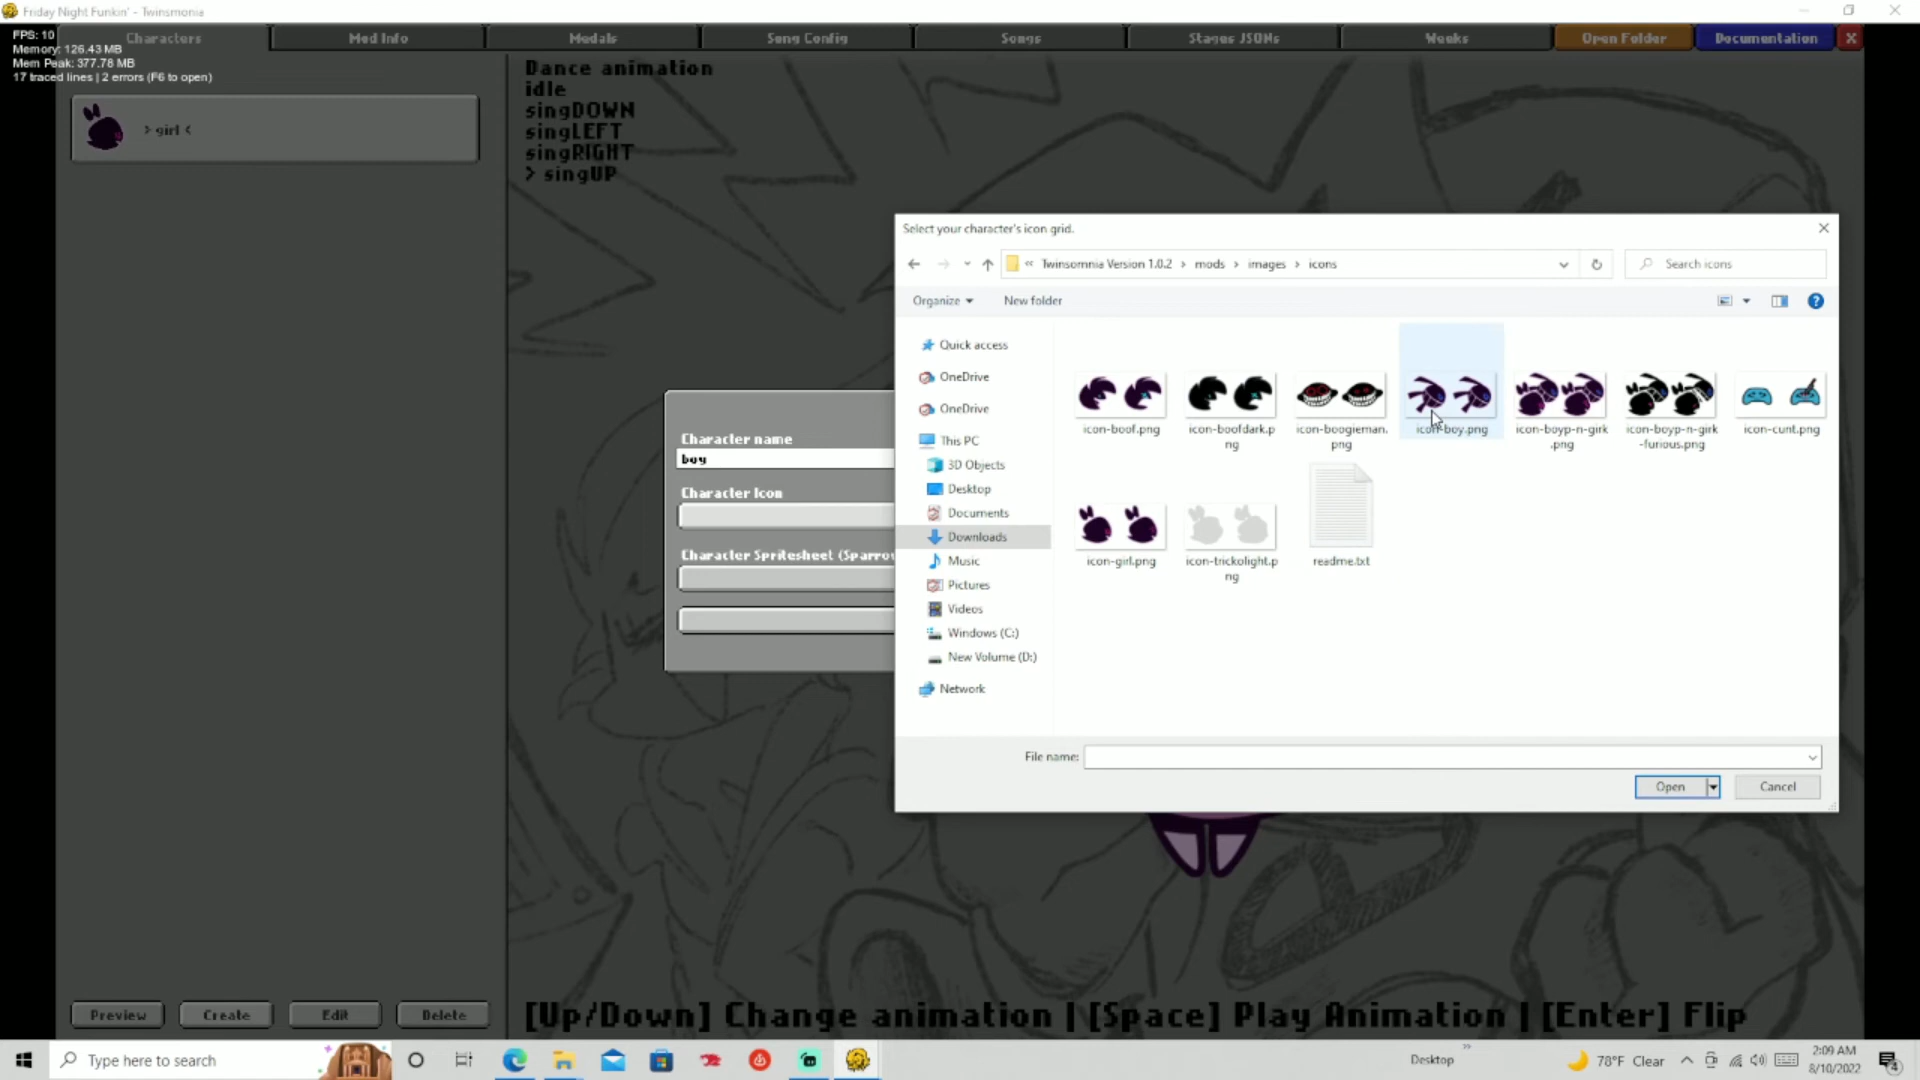 Friday Night Funkin' - Twinsmonia
FPS: 10
Memory: 126.43 MB
Mem Peak: 377.78 MB
17 traced lines | 2 errors (F6 to open)
Characters
Mod Info
Medals
Song Config
Songs
Stages JSONs
Weeks
Open Folder
Documentation
X
> girl <
Dance animation
idle
singDOWN
singLEFT
singRIGHT
> singUP
Character name
boy
Character Icon
Character Spritesheet (Sparrow
Select your character's icon grid.
« Twinsomnia Version 1.0.2 > mods > images > icons
Search icons
Organize
New folder
Quick access
OneDrive
OneDrive
This PC
3D Objects
Desktop
Documents
Downloads
Music
Pictures
Videos
Windows (C:)
New Volume (D:)
Network
icon-boof.png
icon-boofdark.p
ng
icon-boogieman.
png
icon-boy.png
icon-boyp-n-girk
.png
icon-boyp-n-girk
-furious.png
icon-cunt.png
icon-girl.png
icon-trickolight.p
ng
readme.txt
File name:
Open
Cancel
Preview
Create
Edit
Delete
[Up/Down] Change animation | [Space] Play Animation | [Enter] Flip
Type here to search
Desktop
78°F Clear
2:09 AM
8/10/2022
4